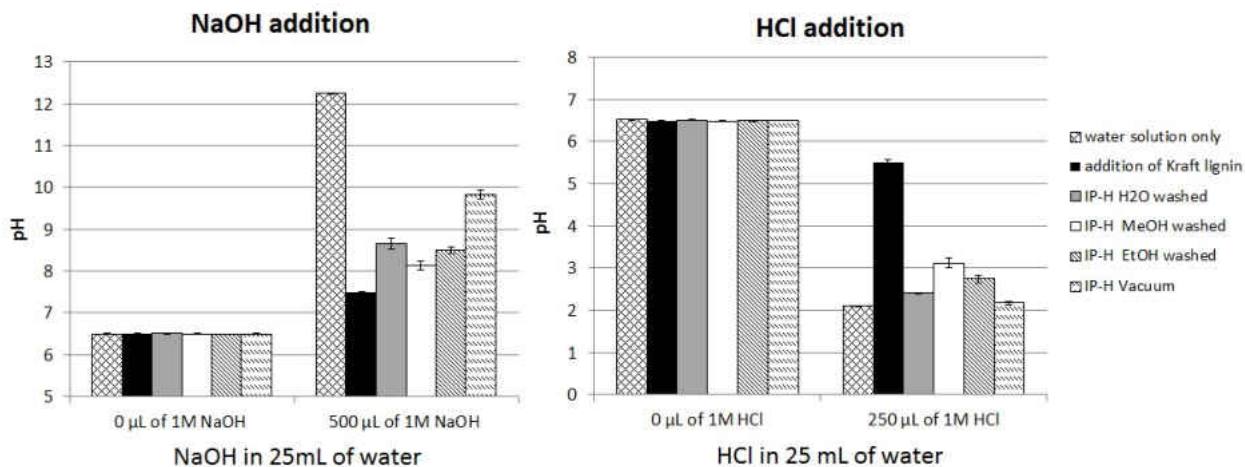 NaOH addition
13
12
11
10
9
8
7
6
5
pH
0 µL of 1M NaOH
500 µL of 1M NaOH
NaOH in 25mL of water
HCl addition
8
7
6
5
4
3
2
1
0
pH
0 µL of 1M HCl
250 µL of 1M HCl
HCl in 25 mL of water
water solution only
addition of Kraft lignin
IP-H H2O washed
IP-H MeOH washed
IP-H EtOH washed
IP-H Vacuum